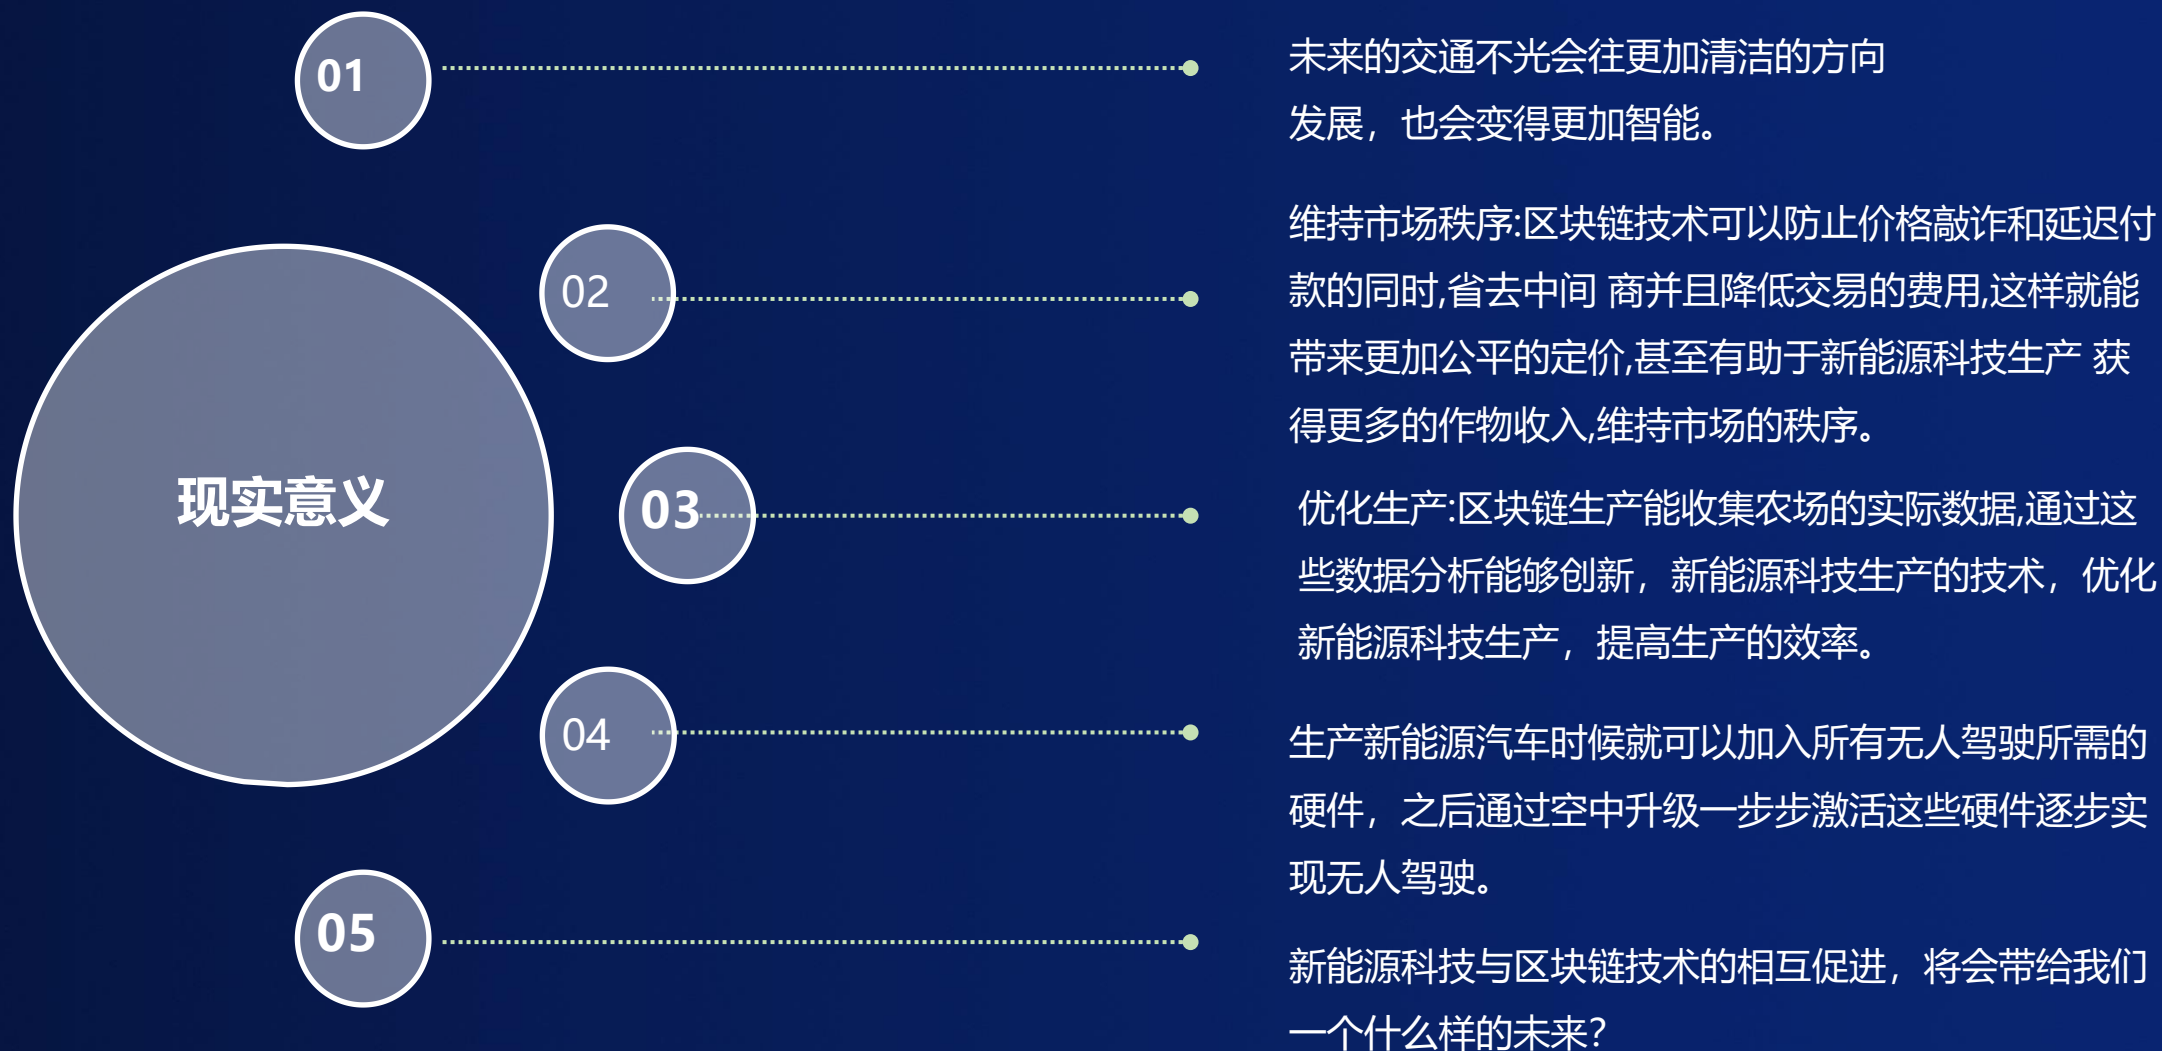 01
未来的交通不光会往更加清洁的方向
发展，也会变得更加智能。
02
维持市场秩序:区块链技术可以防止价格敲诈和延迟付
款的同时,省去中间 商并且降低交易的费用,这样就能
带来更加公平的定价,甚至有助于新能源科技生产 获
得更多的作物收入,维持市场的秩序。
现实意义
03
优化生产:区块链生产能收集农场的实际数据,通过这
些数据分析能够创新，新能源科技生产的技术，优化
新能源科技生产，提高生产的效率。
04
生产新能源汽车时候就可以加入所有无人驾驶所需的
硬件，之后通过空中升级一步步激活这些硬件逐步实
现无人驾驶。
05
新能源科技与区块链技术的相互促进，将会带给我们
一个什么样的未来？